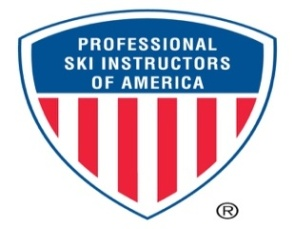 PROFESSIONAL
SKI INSTRUCTORS
OF AMERICA
®